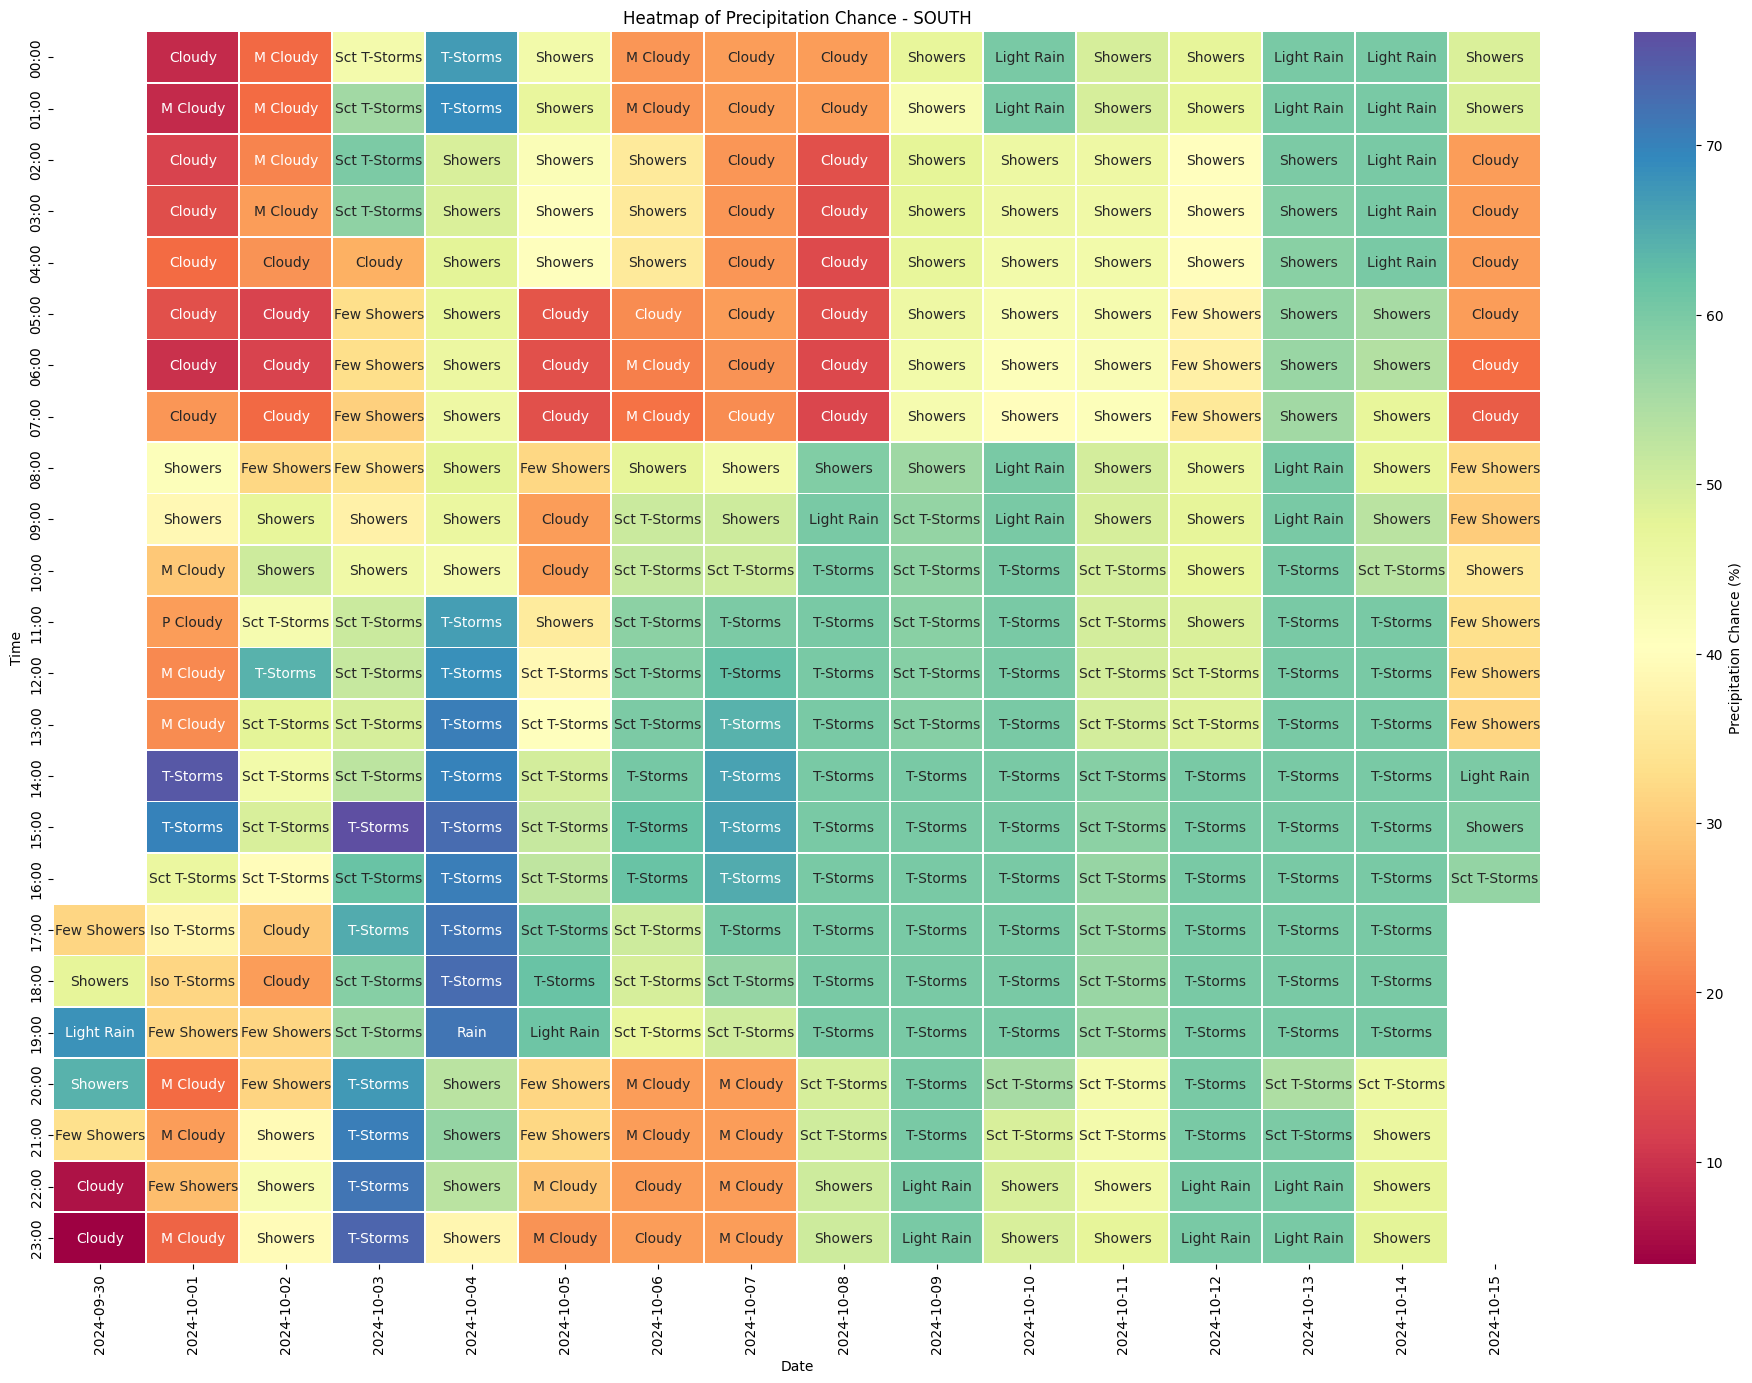 Heatmap of Precipitation Chance - SOUTH
00:00 Cloudy M Cloudy Sct T-Storms T-Storms Showers M Cloudy Cloudy Cloudy Showers Light Rain Showers Showers Light Rain Light Rain Showers
01:00 M Cloudy M Cloudy Sct T-Storms T-Storms Showers M Cloudy Cloudy Cloudy Showers Light Rain Showers Showers Light Rain Light Rain Showers
02:00 Cloudy M Cloudy Sct T-Storms Showers Showers Showers Cloudy Cloudy Showers Showers Showers Showers Showers Light Rain Cloudy
03:00 Cloudy M Cloudy Sct T-Storms Showers Showers Showers Cloudy Cloudy Showers Showers Showers Showers Showers Light Rain Cloudy
04:00 Cloudy Cloudy Cloudy Showers Showers Showers Cloudy Cloudy Showers Showers Showers Showers Showers Light Rain Cloudy
05:00 Cloudy Cloudy Few Showers Showers Cloudy Cloudy Cloudy Cloudy Showers Showers Showers Few Showers Showers Showers Cloudy
06:00 Cloudy Cloudy Few Showers Showers Cloudy M Cloudy Cloudy Cloudy Showers Showers Showers Few Showers Showers Showers Cloudy
07:00 Cloudy Cloudy Few Showers Showers Cloudy M Cloudy Cloudy Cloudy Showers Showers Showers Few Showers Showers Showers Cloudy
08:00 Showers Few Showers Few Showers Showers Few Showers Showers Showers Showers Showers Light Rain Showers Showers Light Rain Showers Few Showers
09:00 Showers Showers Showers Showers Cloudy Sct T-Storms Showers Light Rain Sct T-Storms Light Rain Showers Showers Light Rain Showers Few Showers
10:00 M Cloudy Showers Showers Showers Cloudy Sct T-Storms Sct T-Storms T-Storms Sct T-Storms T-Storms Sct T-Storms Showers T-Storms Sct T-Storms Showers
11:00 P Cloudy Sct T-Storms Sct T-Storms T-Storms Showers Sct T-Storms T-Storms T-Storms Sct T-Storms T-Storms Sct T-Storms Showers T-Storms T-Storms Few Showers
12:00 M Cloudy T-Storms Sct T-Storms T-Storms Sct T-Storms Sct T-Storms T-Storms T-Storms Sct T-Storms T-Storms Sct T-Storms Sct T-Storms T-Storms T-Storms Few Showers
13:00 M Cloudy Sct T-Storms Sct T-Storms T-Storms Sct T-Storms Sct T-Storms T-Storms T-Storms Sct T-Storms T-Storms Sct T-Storms Sct T-Storms T-Storms T-Storms Few Showers
14:00 T-Storms Sct T-Storms Sct T-Storms T-Storms Sct T-Storms T-Storms T-Storms T-Storms T-Storms T-Storms Sct T-Storms T-Storms T-Storms T-Storms Light Rain
15:00 T-Storms Sct T-Storms T-Storms T-Storms Sct T-Storms T-Storms T-Storms T-Storms T-Storms T-Storms Sct T-Storms T-Storms T-Storms T-Storms Showers
16:00 Sct T-Storms Sct T-Storms Sct T-Storms T-Storms Sct T-Storms T-Storms T-Storms T-Storms T-Storms T-Storms Sct T-Storms T-Storms T-Storms T-Storms Sct T-Storms
17:00 Few Showers Iso T-Storms Cloudy T-Storms T-Storms Sct T-Storms Sct T-Storms T-Storms T-Storms T-Storms T-Storms Sct T-Storms T-Storms T-Storms T-Storms
18:00 Showers Iso T-Storms Cloudy Sct T-Storms T-Storms T-Storms Sct T-Storms Sct T-Storms T-Storms T-Storms T-Storms Sct T-Storms T-Storms T-Storms T-Storms
19:00 Light Rain Few Showers Few Showers Sct T-Storms Rain Light Rain Sct T-Storms Sct T-Storms T-Storms T-Storms T-Storms Sct T-Storms T-Storms T-Storms T-Storms
20:00 Showers M Cloudy Few Showers T-Storms Showers Few Showers M Cloudy M Cloudy Sct T-Storms T-Storms Sct T-Storms Sct T-Storms T-Storms Sct T-Storms Sct T-Storms
21:00 Few Showers M Cloudy Showers T-Storms Showers Few Showers M Cloudy M Cloudy Sct T-Storms T-Storms Sct T-Storms Sct T-Storms T-Storms Sct T-Storms Showers
22:00 Cloudy Few Showers Showers T-Storms Showers M Cloudy Cloudy M Cloudy Showers Light Rain Showers Showers Light Rain Light Rain Showers
23:00 Cloudy M Cloudy Showers T-Storms Showers M Cloudy Cloudy M Cloudy Showers Light Rain Showers Showers Light Rain Light Rain Showers
2024-09-30 2024-10-01 2024-10-02 2024-10-03 2024-10-04 2024-10-05 2024-10-06 2024-10-07 2024-10-08 2024-10-09 2024-10-10 2024-10-11 2024-10-12 2024-10-13 2024-10-14 2024-10-15
Date
Time
70
60
50
40
30
20
10
Precipitation Chance (%)